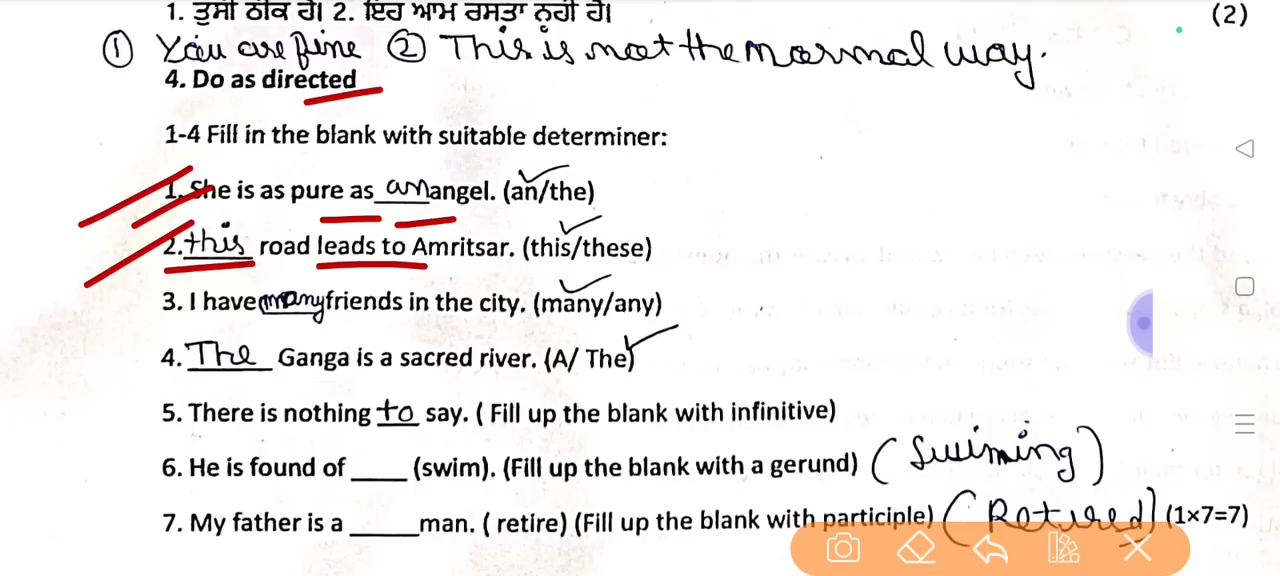 1. ਤੁਸੀਂ ਠੀਕ ਹੋ। 2. ਇਹ ਆਮ ਰਸਤਾ ਨਹੀਂ ਹੈ। (2)
① You are fine ② This is not the normal way.
4. Do as directed
1-4 Fill in the blank with suitable determiner:
1. She is as pure as an angel. (an/the)
2. this road leads to Amritsar. (this/these)
3. I have many friends in the city. (many/any)
4. The Ganga is a sacred river. (A/ The)
5. There is nothing to say. ( Fill up the blank with infinitive)
6. He is found of ____ (swim). (Fill up the blank with a gerund) (Swiming)
7. My father is a _____ man. ( retire) (Fill up the blank with participle) (Retired) (1x7=7)